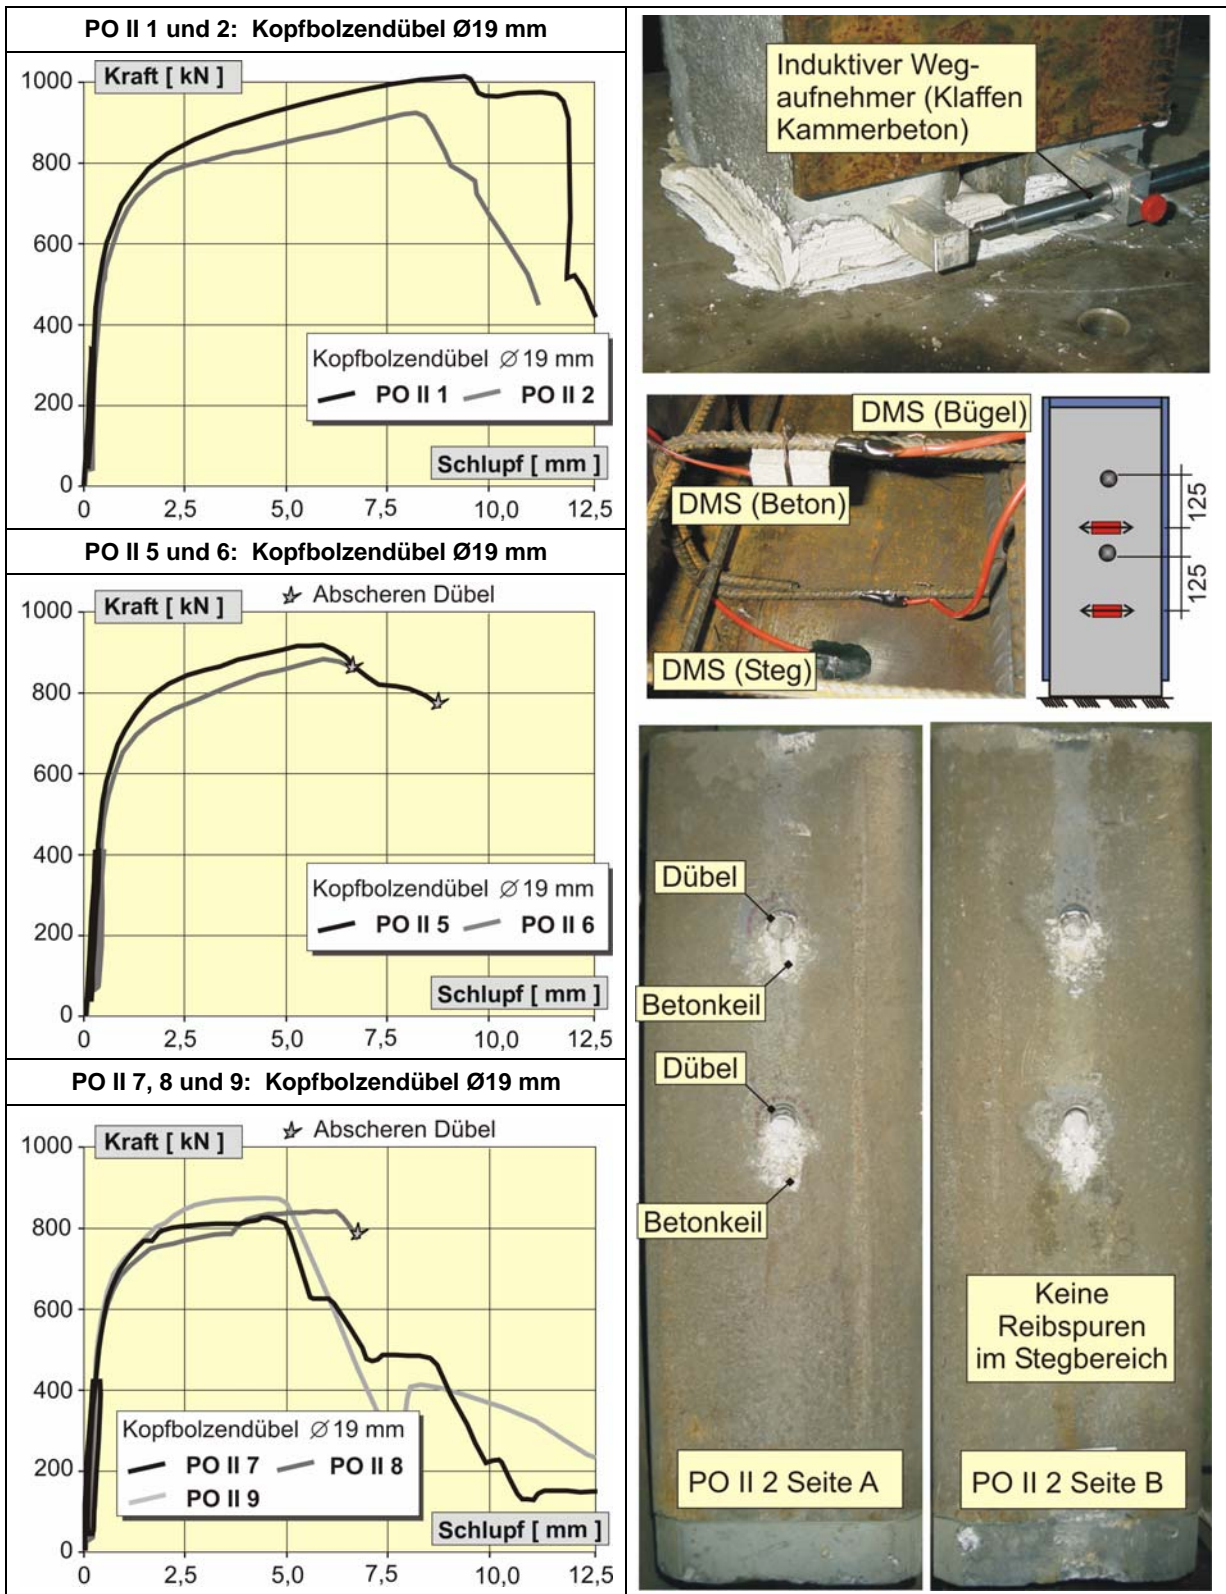 PO II 1 und 2: Kopfbolzendübel Ø19 mm
Kraft [ kN ]
1000
800
600
400
200
0
Kopfbolzendübel Ø 19 mm
PO II 1 PO II 2
Schlupf [ mm ]
0 2,5 5,0 7,5 10,0 12,5
PO II 5 und 6: Kopfbolzendübel Ø19 mm
Kraft [ kN ]
Abscheren Dübel
1000
800
600
400
200
0
Kopfbolzendübel Ø 19 mm
PO II 5 PO II 6
Schlupf [ mm ]
0 2,5 5,0 7,5 10,0 12,5
PO II 7, 8 und 9: Kopfbolzendübel Ø19 mm
Kraft [ kN ]
Abscheren Dübel
1000
800
600
400
200
0
Kopfbolzendübel Ø 19 mm
PO II 7 PO II 8
PO II 9
Schlupf [ mm ]
0 2,5 5,0 7,5 10,0 12,5
Induktiver Weg-
aufnehmer (Klaffen
Kammerbeton)
DMS (Bügel)
DMS (Beton)
DMS (Steg)
125
125
Dübel
Betonkeil
Dübel
Betonkeil
Keine
Reibspuren
im Stegbereich
PO II 2 Seite A
PO II 2 Seite B